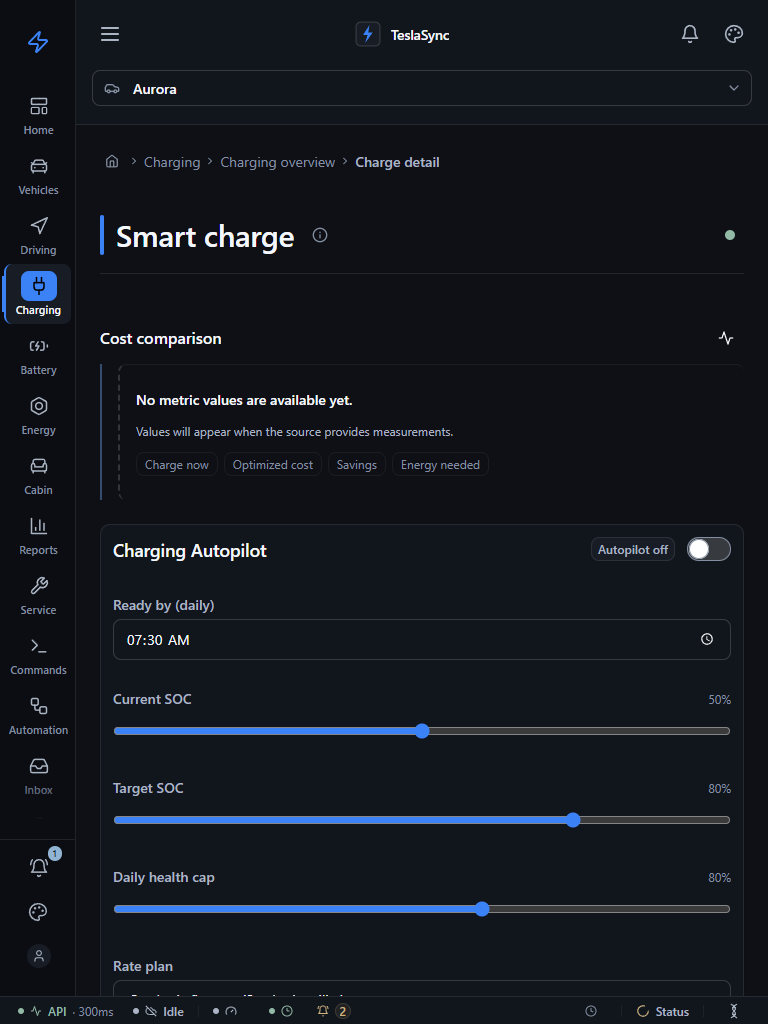 TeslaSync
Aurora
Home
Vehicles
Driving
Charging
Battery
Energy
Cabin
Reports
Service
Commands
Automation
Inbox
1
Charging > Charging overview > Charge detail
Smart charge
Cost comparison
No metric values are available yet.
Values will appear when the source provides measurements.
Charge now Optimized cost Savings Energy needed
Charging Autopilot
Autopilot off
Ready by (daily)
07:30 AM
Current SOC 50%
Target SOC 80%
Daily health cap 80%
Rate plan
API · 300ms Idle 2 Status